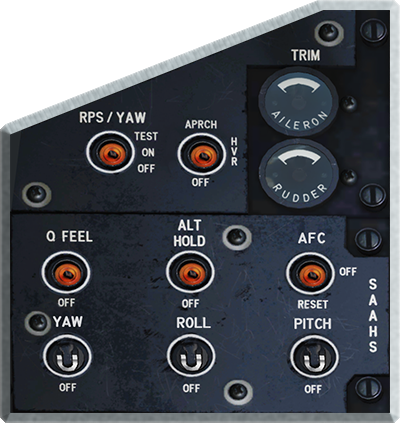 TRIM
RPS / YAW
TEST
ON
OFF
APRCH
HVR
OFF
AILERON
RUDDER
Q FEEL
OFF
ALT
HOLD
OFF
AFC
OFF
RESET
SAAHS
YAW
OFF
ROLL
OFF
PITCH
OFF